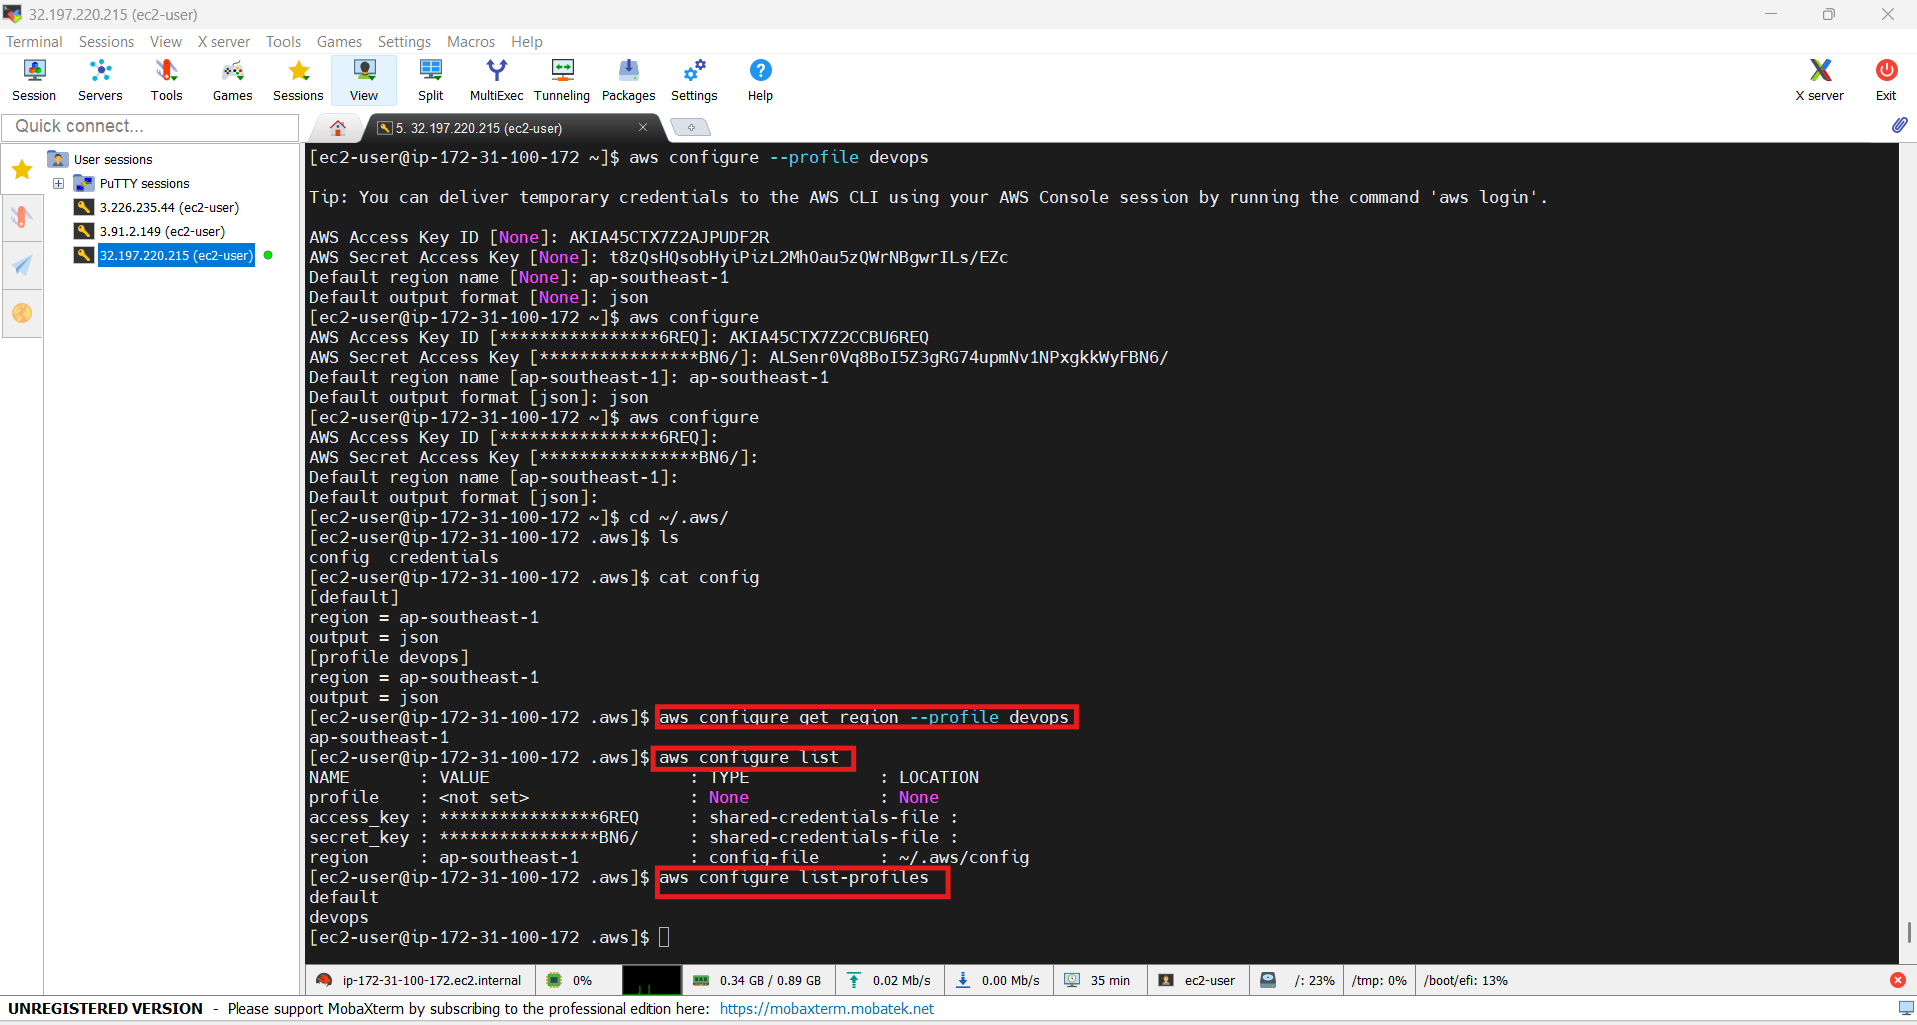 32.197.220.215 (ec2-user)
Terminal Sessions View X server Tools Games Settings Macros Help
Session Servers Tools Games Sessions View Split MultiExec Tunneling Packages Settings Help X server Exit
Quick connect...
5. 32.197.220.215 (ec2-user)
User sessions
PuTTY sessions
3.226.235.44 (ec2-user)
3.91.2.149 (ec2-user)
32.197.220.215 (ec2-user)
[ec2-user@ip-172-31-100-172 ~]$ aws configure --profile devops
Tip: You can deliver temporary credentials to the AWS CLI using your AWS Console session by running the command 'aws login'.
AWS Access Key ID [None]: AKIA45CTX7Z2AJPUDF2R
AWS Secret Access Key [None]: t8zQsHQsobHyiPizL2MhOau5zQWrNBgwrILs/EZc
Default region name [None]: ap-southeast-1
Default output format [None]: json
[ec2-user@ip-172-31-100-172 ~]$ aws configure
AWS Access Key ID [****************6REQ]: AKIA45CTX7Z2CCBU6REQ
AWS Secret Access Key [****************BN6/]: 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
Default region name [ap-southeast-1]: ap-southeast-1
Default output format [json]: json
[ec2-user@ip-172-31-100-172 ~]$ aws configure
AWS Access Key ID [****************6REQ]:
AWS Secret Access Key [****************BN6/]:
Default region name [ap-southeast-1]:
Default output format [json]:
[ec2-user@ip-172-31-100-172 ~]$ cd ~/.aws/
[ec2-user@ip-172-31-100-172 .aws]$ ls
config  credentials
[ec2-user@ip-172-31-100-172 .aws]$ cat config
[default]
region = ap-southeast-1
output = json
[profile devops]
region = ap-southeast-1
output = json
[ec2-user@ip-172-31-100-172 .aws]$ aws configure get region --profile devops
ap-southeast-1
[ec2-user@ip-172-31-100-172 .aws]$ aws configure list
NAME       : VALUE                    : TYPE             : LOCATION
profile    : <not set>                : None             : None
access_key : ****************6REQ     : shared-credentials-file :
secret_key : ****************BN6/     : shared-credentials-file :
region     : ap-southeast-1           : config-file      : ~/.aws/config
[ec2-user@ip-172-31-100-172 .aws]$ aws configure list-profiles
default
devops
[ec2-user@ip-172-31-100-172 .aws]$
ip-172-31-100-172.ec2.internal 0% 0.34 GB / 0.89 GB 0.02 Mb/s 0.00 Mb/s 35 min ec2-user /: 23% /tmp: 0% /boot/efi: 13%
UNREGISTERED VERSION - Please support MobaXterm by subscribing to the professional edition here: https://mobaxterm.mobatek.net